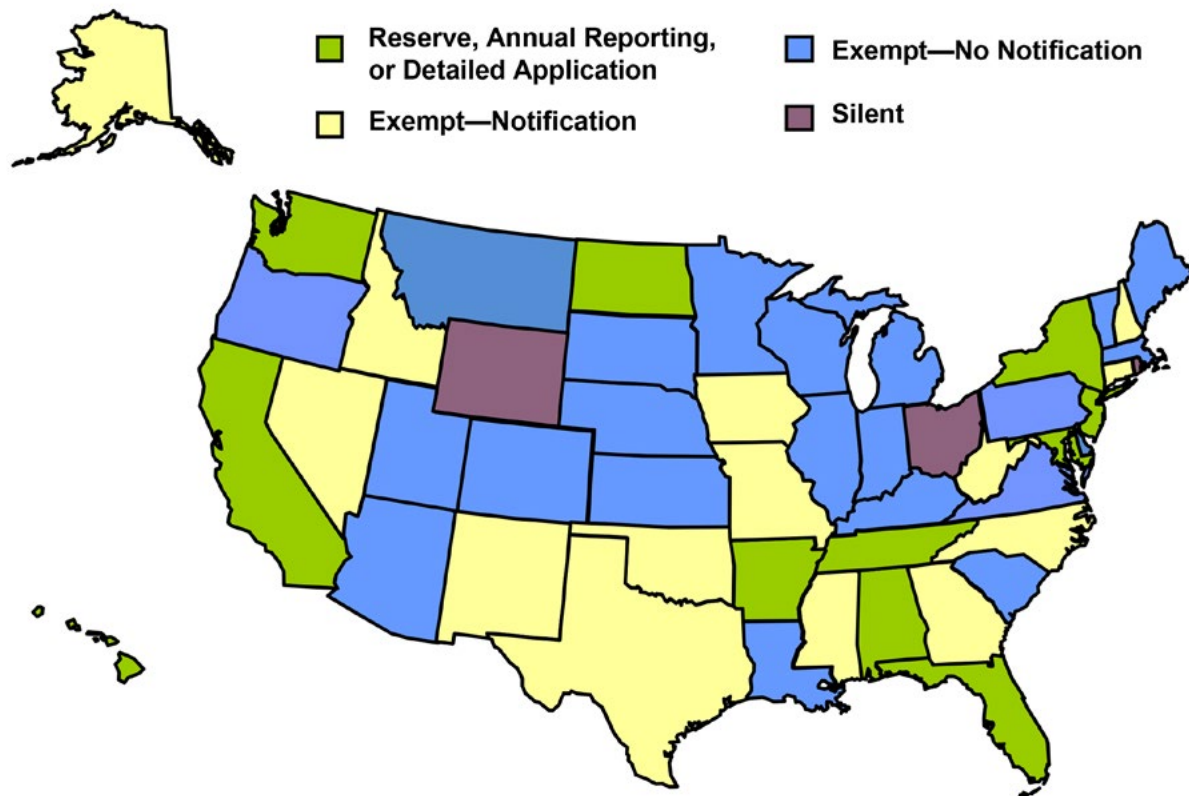 Reserve, Annual Reporting,
or Detailed Application
Exempt—Notification
Exempt—No Notification
Silent